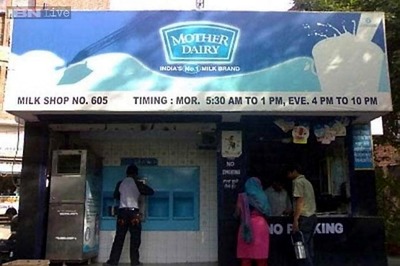 IBN live
MOTHER
DAIRY
INDIA'S No.1 MILK BRAND
MILK SHOP NO. 605 TIMING : MOR. 5:30 AM TO 1 PM, EVE. 4 PM TO 10 PM
NO
SMOKING
NO PARKING
NO